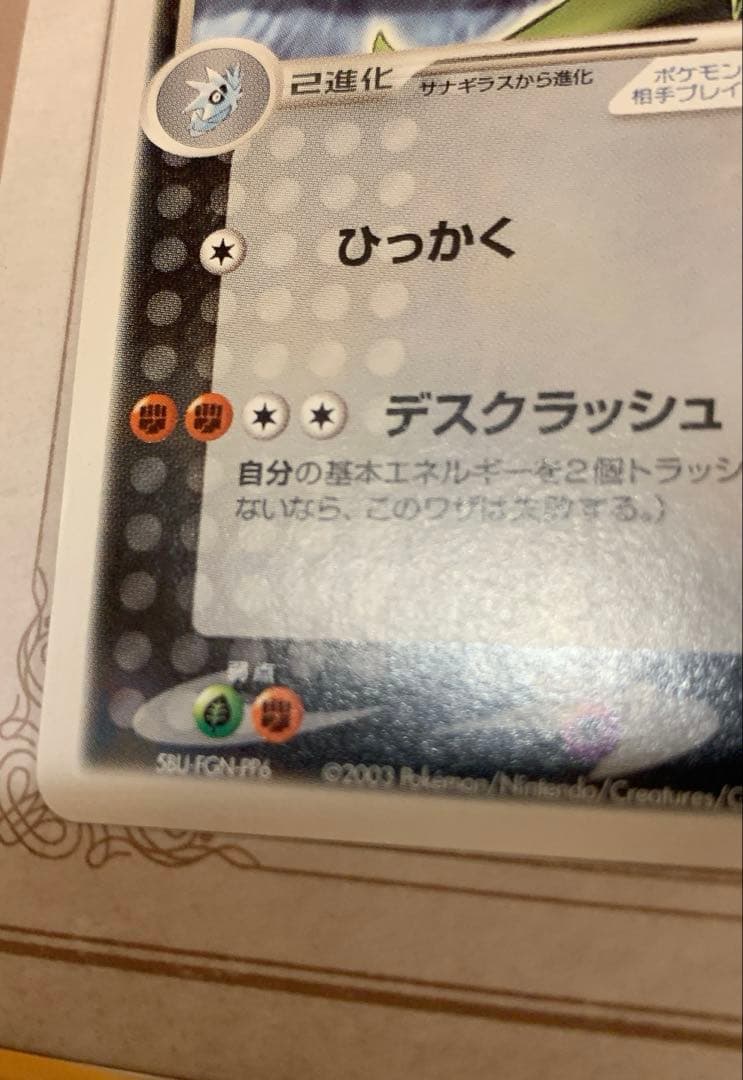 2進化 サナギラスから進化
ポケモン
相手プレイ
ひっかく
デスクラッシュ
自分の基本エネルギーを2個トラッシ
ないなら、このワザは失敗する。)
弱点
SBU-FGN-PP6 ©2003 Pokémon/Nintendo/Creatures/G